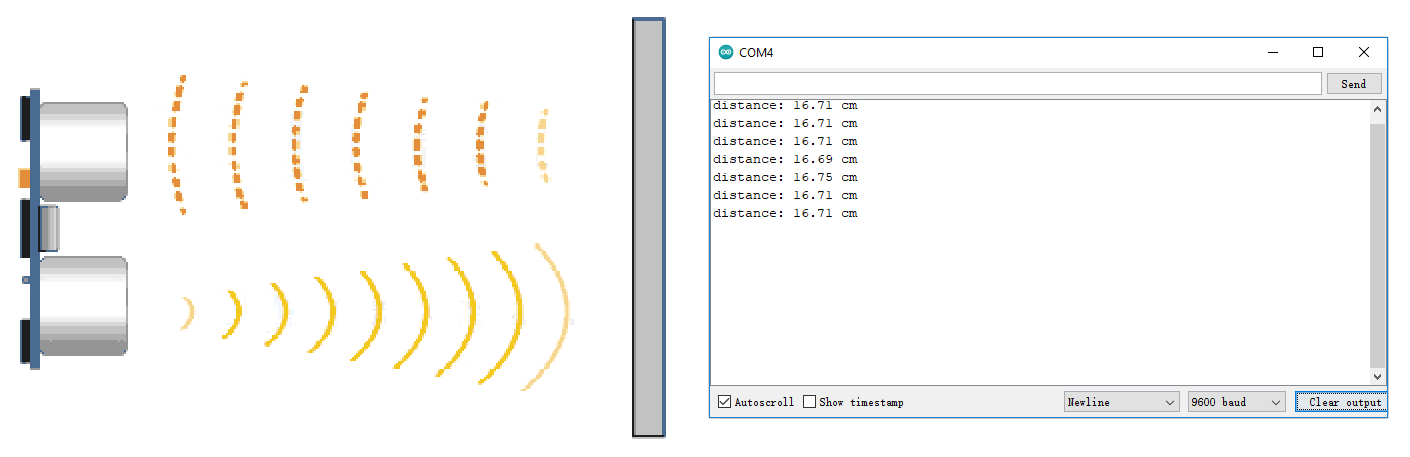 COM4
Send
distance: 16.71 cm
distance: 16.71 cm
distance: 16.71 cm
distance: 16.69 cm
distance: 16.75 cm
distance: 16.71 cm
distance: 16.71 cm
Autoscroll Show timestamp Newline 9600 baud Clear output